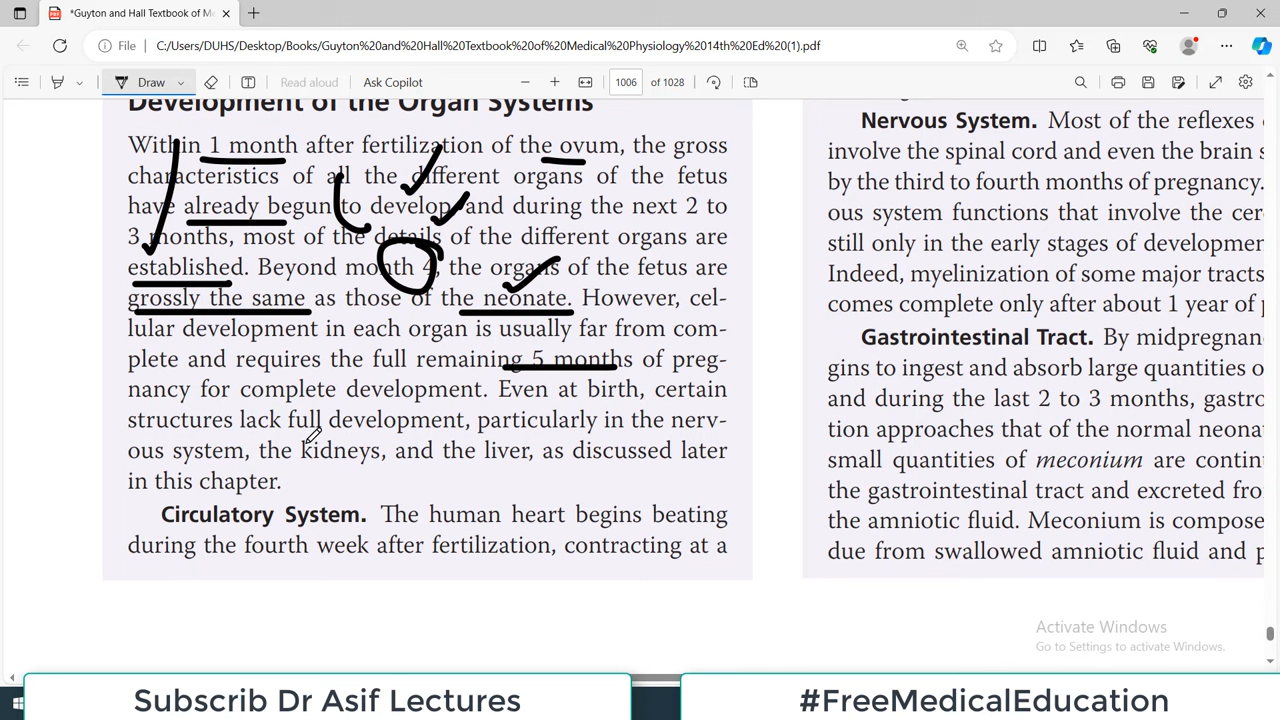 *Guyton and Hall Textbook of Me
File
C:/Users/DUHS/Desktop/Books/Guyton%20and%20Hall%20Textbook%20of%20Medical%20Physiology%2014th%20Ed%20(1).pdf
Draw
Read aloud
Ask Copilot
1006 of 1028
Development of the Organ Systems
Within 1 month after fertilization of the ovum, the gross
characteristics of all the different organs of the fetus
have already begun to develop, and during the next 2 to
3 months, most of the details of the different organs are
established. Beyond month 4, the organs of the fetus are
grossly the same as those of the neonate. However, cel-
lular development in each organ is usually far from com-
plete and requires the full remaining 5 months of preg-
nancy for complete development. Even at birth, certain
structures lack full development, particularly in the nerv-
ous system, the kidneys, and the liver, as discussed later
in this chapter.
Circulatory System. The human heart begins beating
during the fourth week after fertilization, contracting at a
Nervous System. Most of the reflexes
involve the spinal cord and even the brain s
by the third to fourth months of pregnancy.
ous system functions that involve the cer
still only in the early stages of development
Indeed, myelinization of some major tracts
comes complete only after about 1 year of p
Gastrointestinal Tract. By midpregnanc
gins to ingest and absorb large quantities o
and during the last 2 to 3 months, gastro
tion approaches that of the normal neona
small quantities of meconium are contin
the gastrointestinal tract and excreted fro
the amniotic fluid. Meconium is compose
due from swallowed amniotic fluid and p
Activate Windows
Go to Settings to activate Windows.
Subscrib Dr Asif Lectures
#FreeMedicalEducation